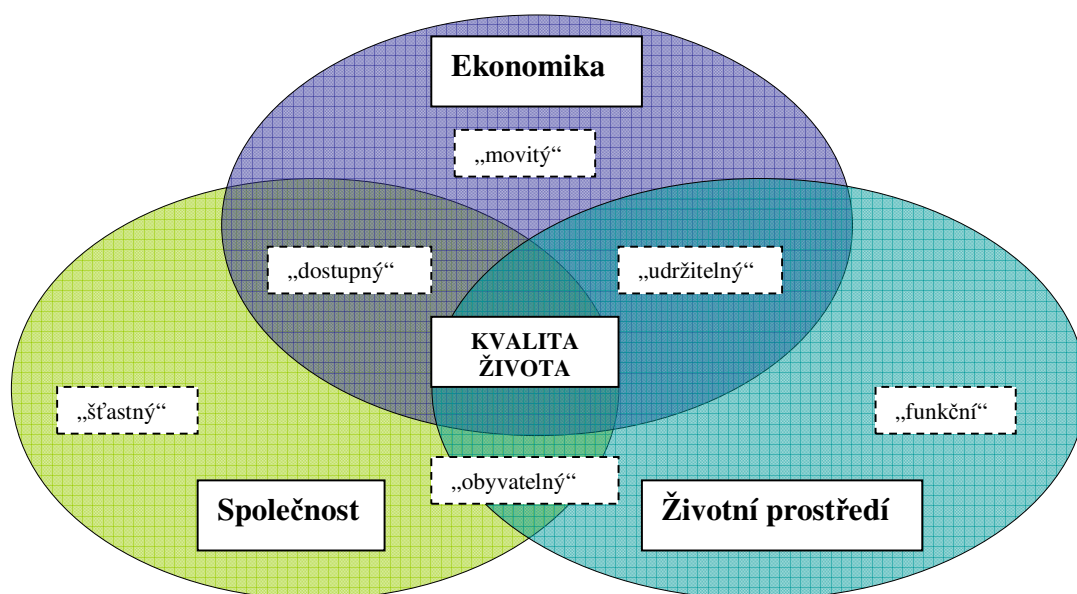 Ekonomika
„movitý“
„dostupný“
„udržitelný“
KVALITA
ŽIVOTA
„šťastný“
„funkční“
„obyvatelný“
Společnost
Životní prostředí